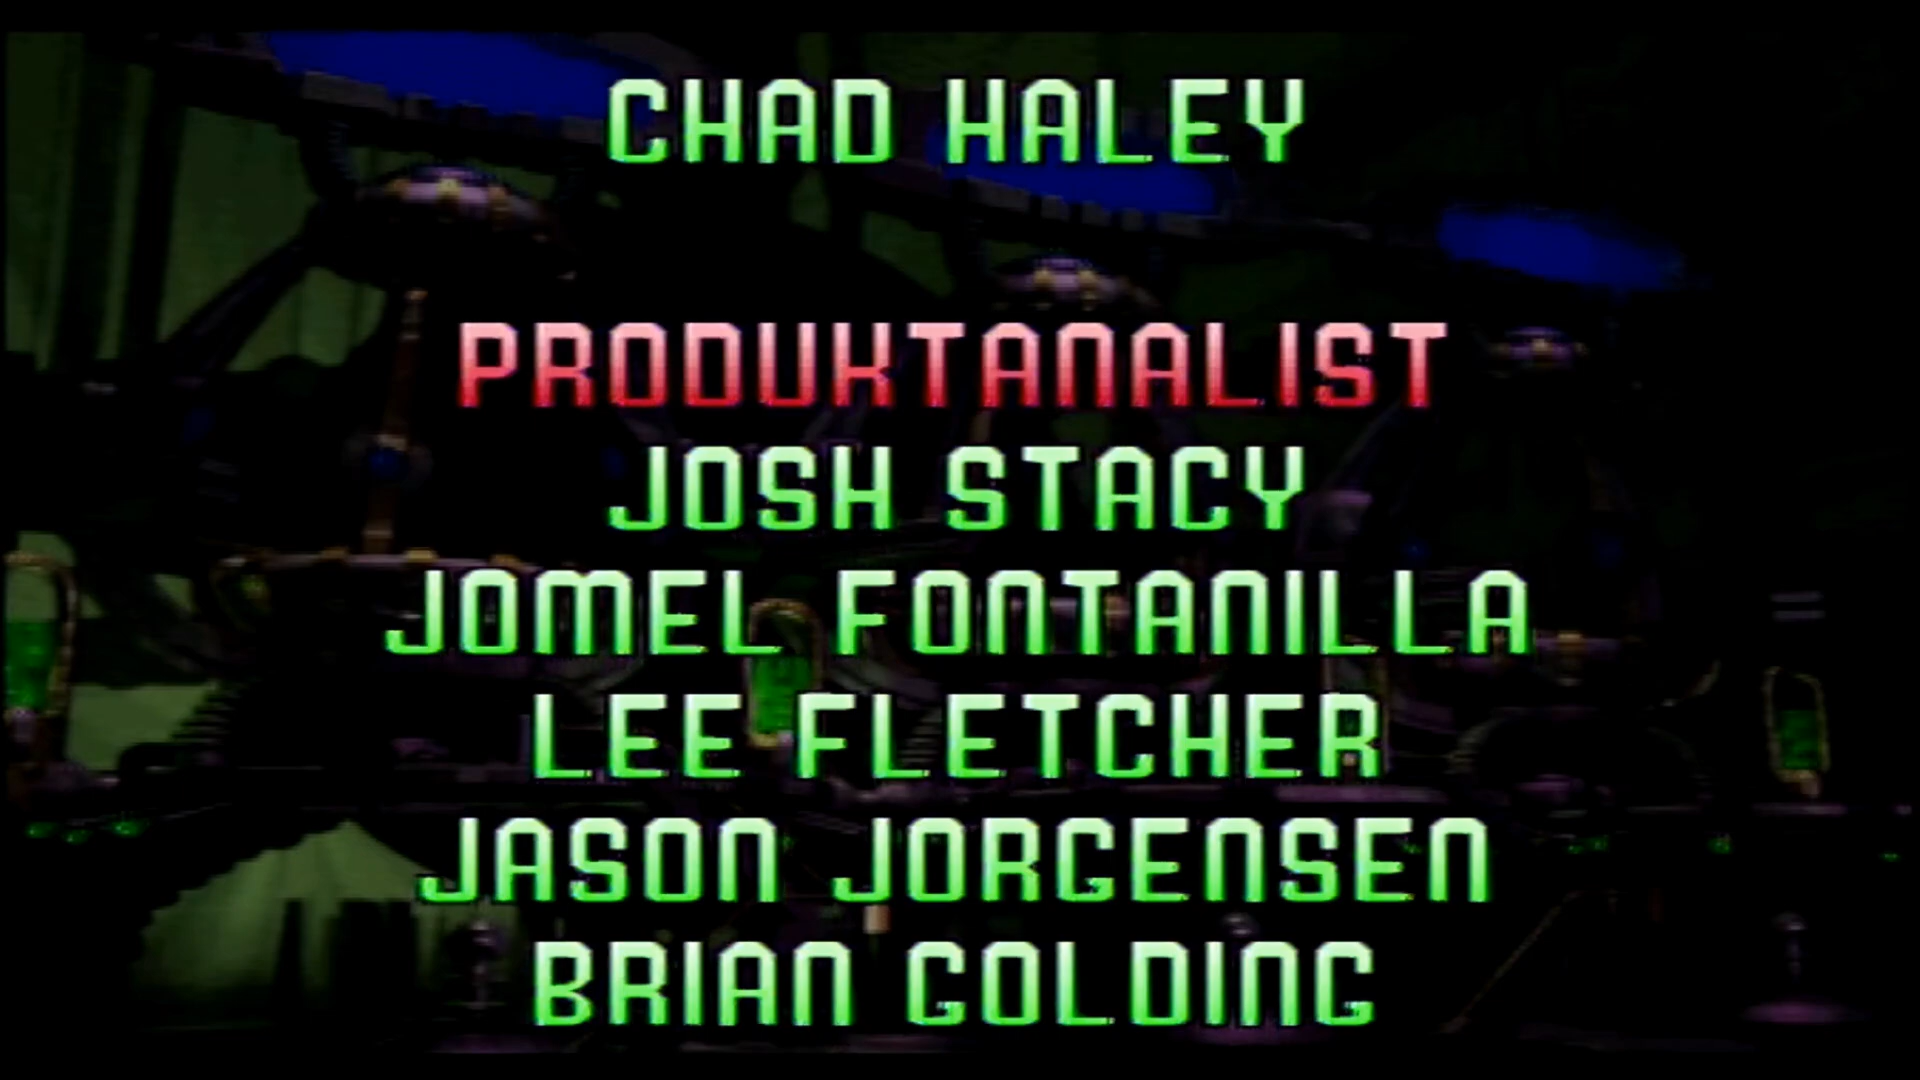 CHAD HALEY
PRODUKTANALIST
JOSH STACY
JOMEL FONTANILLA
LEE FLETCHER
JASON JORGENSEN
BRIAN GOLDING